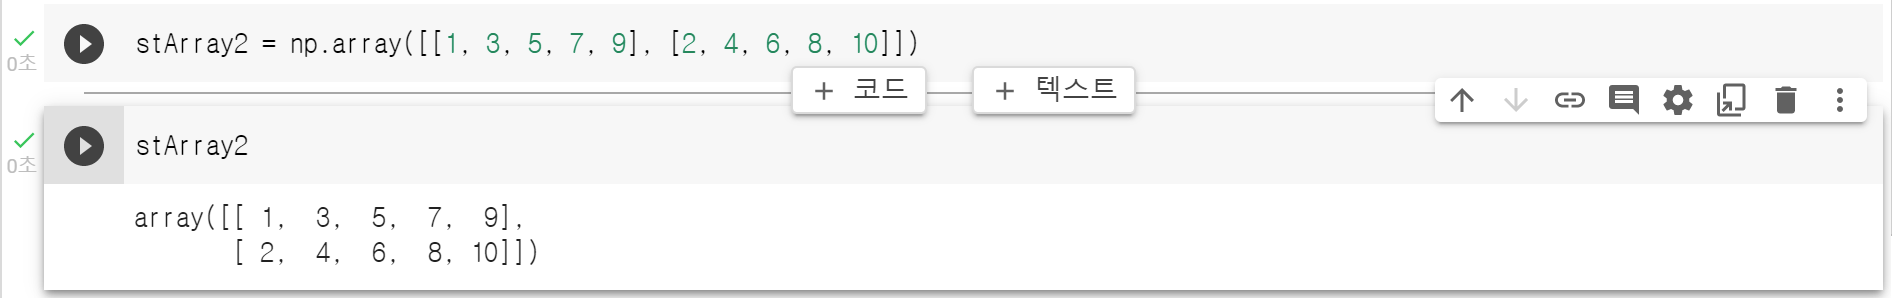 stArray2 = np.array([[1, 3, 5, 7, 9], [2, 4, 6, 8, 10]])
0초
+ 코드
+ 텍스트
stArray2
0초
array([[ 1,  3,  5,  7,  9],
       [ 2,  4,  6,  8, 10]])